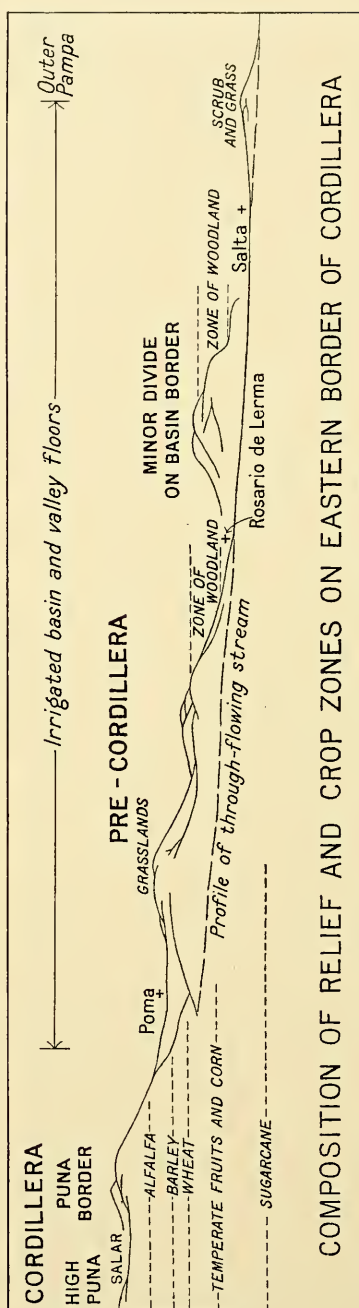 CORDILLERA
HIGH
PUNA
PUNA
BORDER
Irrigated basin and valley floors
Outer
Pampa
SALAR
Poma
PRE - CORDILLERA
GRASSLANDS
MINOR DIVIDE
ON BASIN BORDER
ZONE OF
WOODLAND
ZONE OF WOODLAND
SCRUB
AND GRASS
Rosario de Lerma
Salta
Profile of through-flowing stream
ALFALFA
BARLEY
WHEAT
TEMPERATE FRUITS AND CORN
SUGARCANE
COMPOSITION OF RELIEF AND CROP ZONES ON EASTERN BORDER OF CORDILLERA